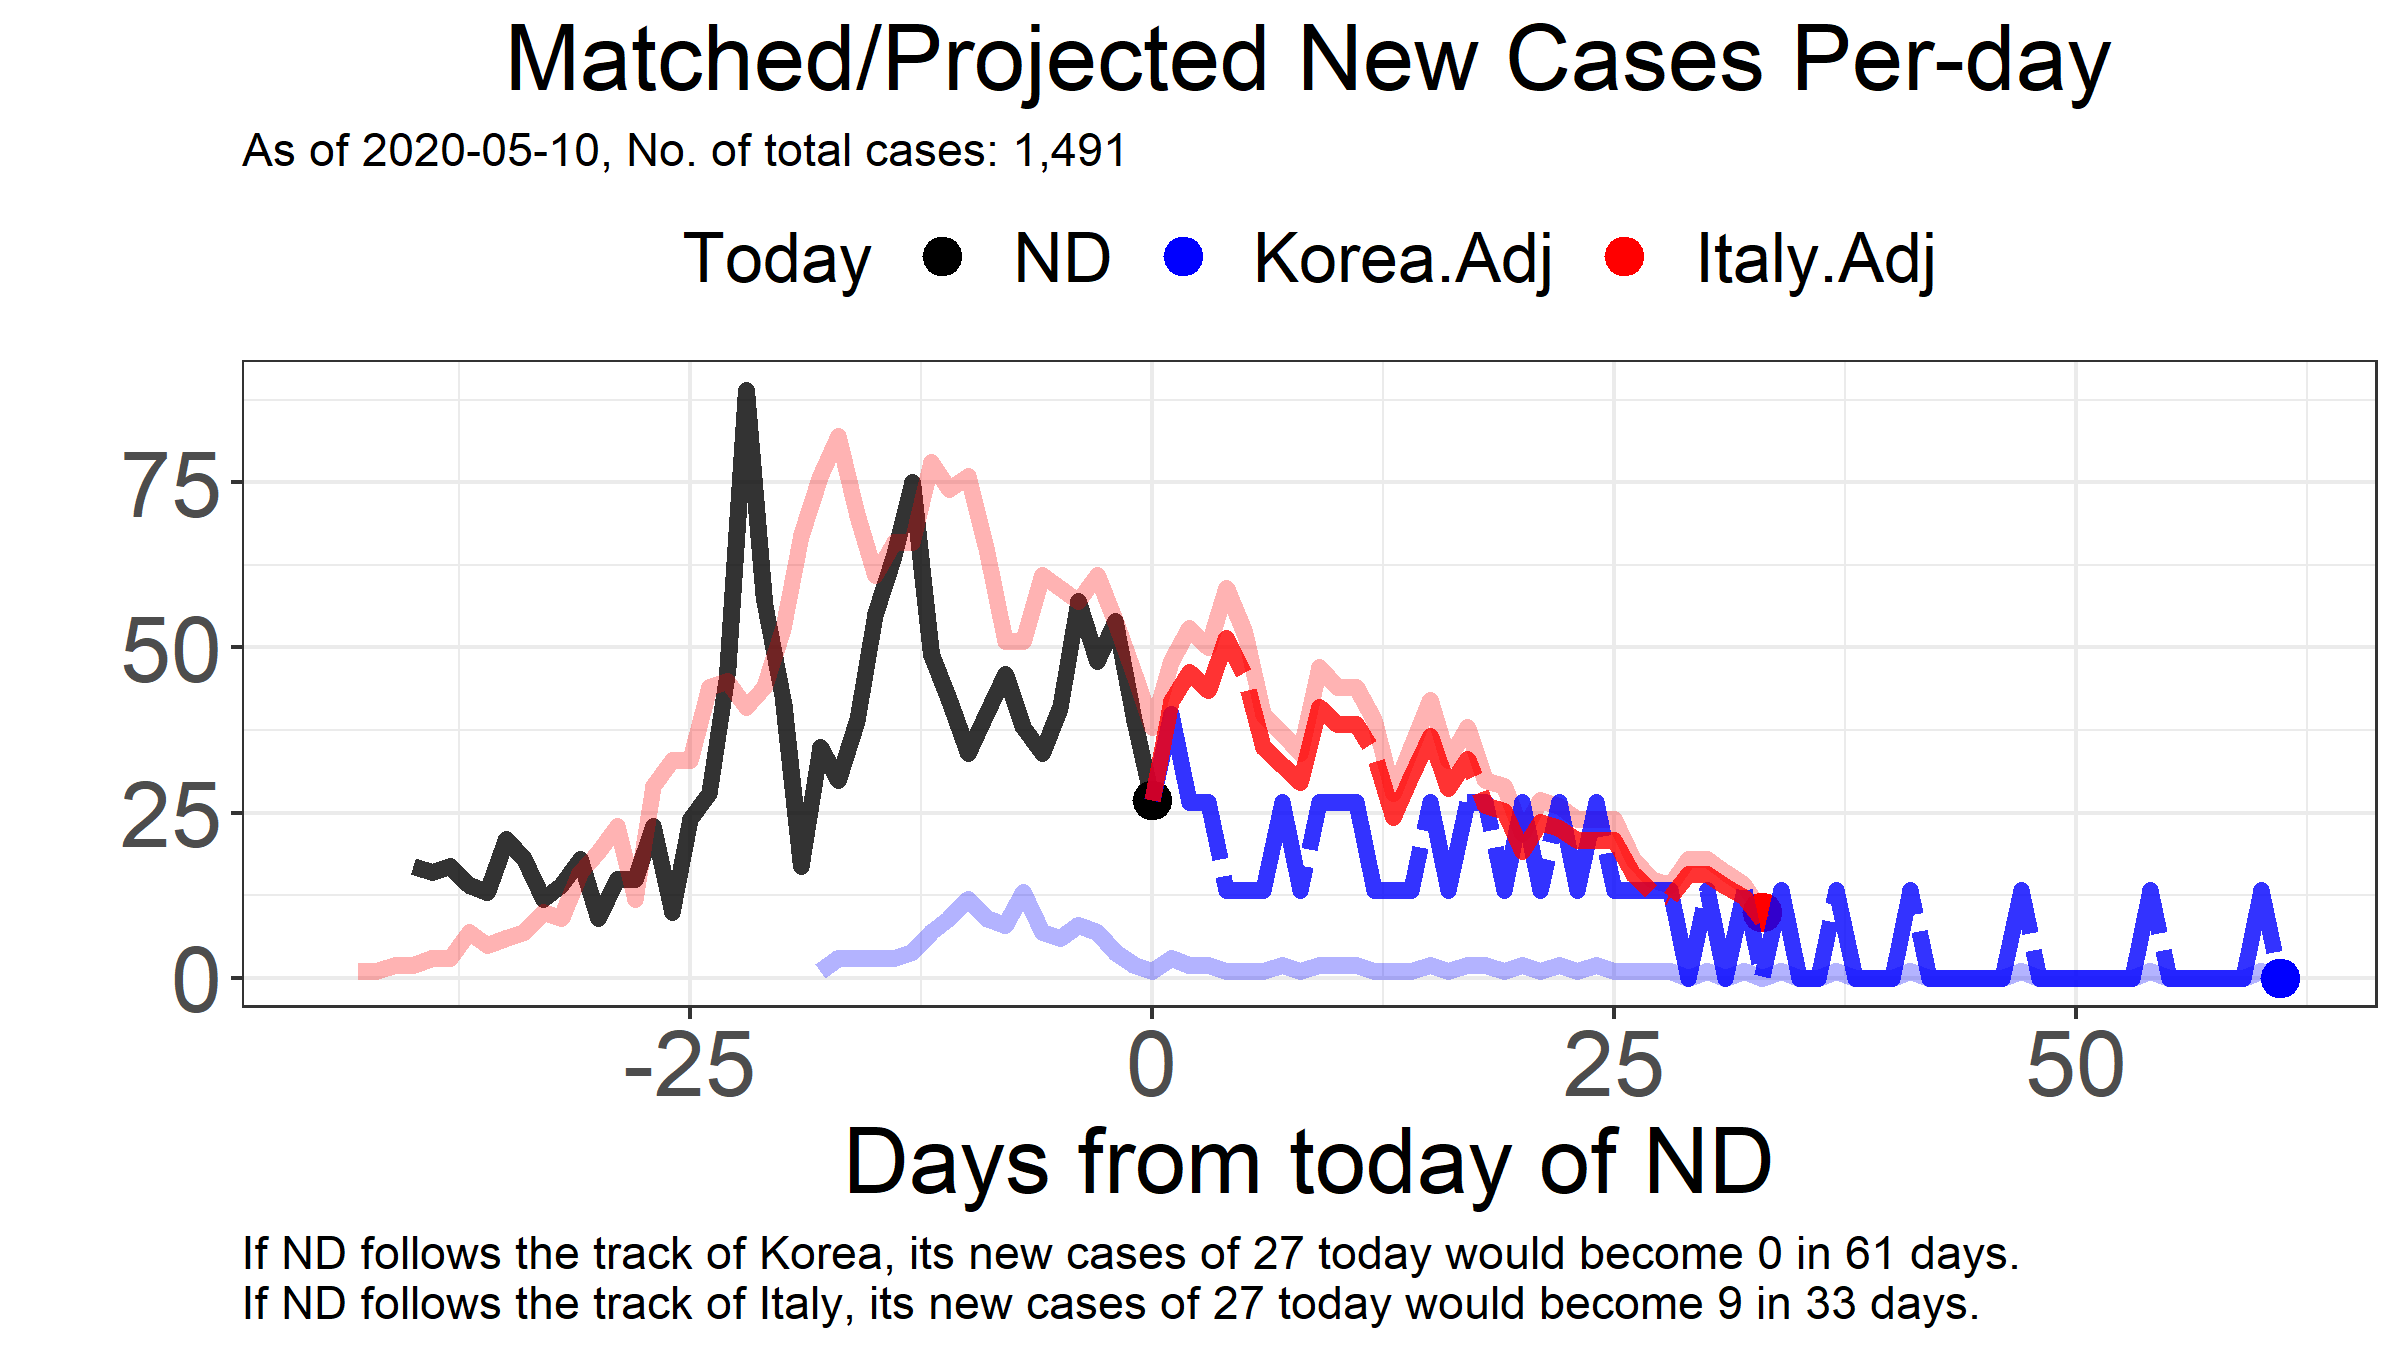 Matched/Projected New Cases Per-day
As of 2020-05-10, No. of total cases: 1,491
Today ND Korea.Adj Italy.Adj
75
50
25
0
-25 0 25 50
Days from today of ND
If ND follows the track of Korea, its new cases of 27 today would become 0 in 61 days.
If ND follows the track of Italy, its new cases of 27 today would become 9 in 33 days.